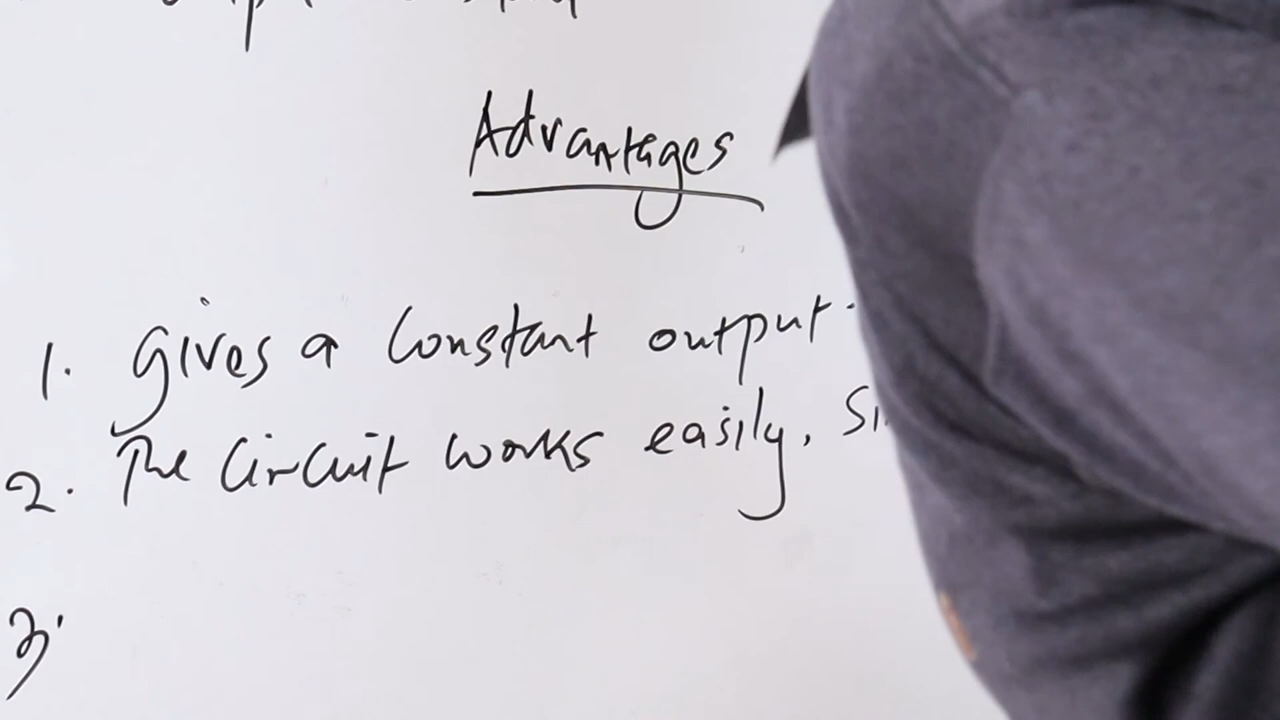 Advantages
1. Gives a Constant output.
2. The Circuit works easily,
3.